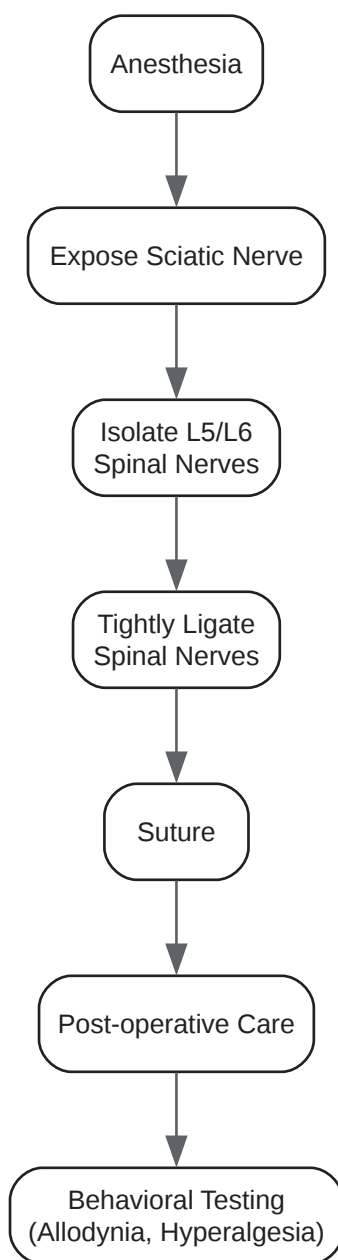 Anesthesia
Expose Sciatic Nerve
Isolate L5/L6
Spinal Nerves
Tightly Ligate
Spinal Nerves
Suture
Post-operative Care
Behavioral Testing
(Allodynia, Hyperalgesia)